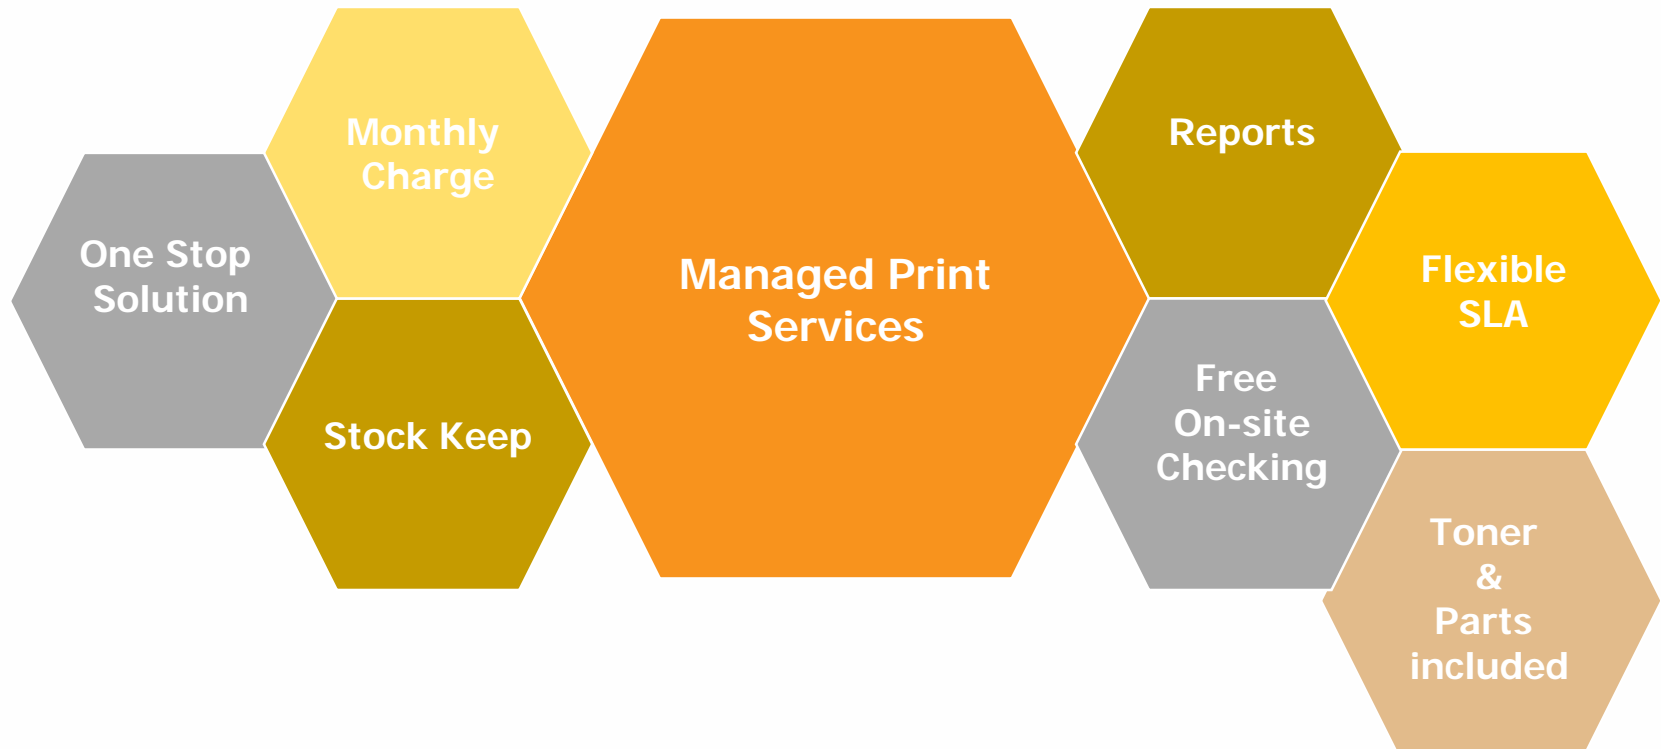 One Stop
Solution
Monthly
Charge
Stock Keep
Managed Print
Services
Reports
Free
On-site
Checking
Flexible
SLA
Toner
&
Parts
included